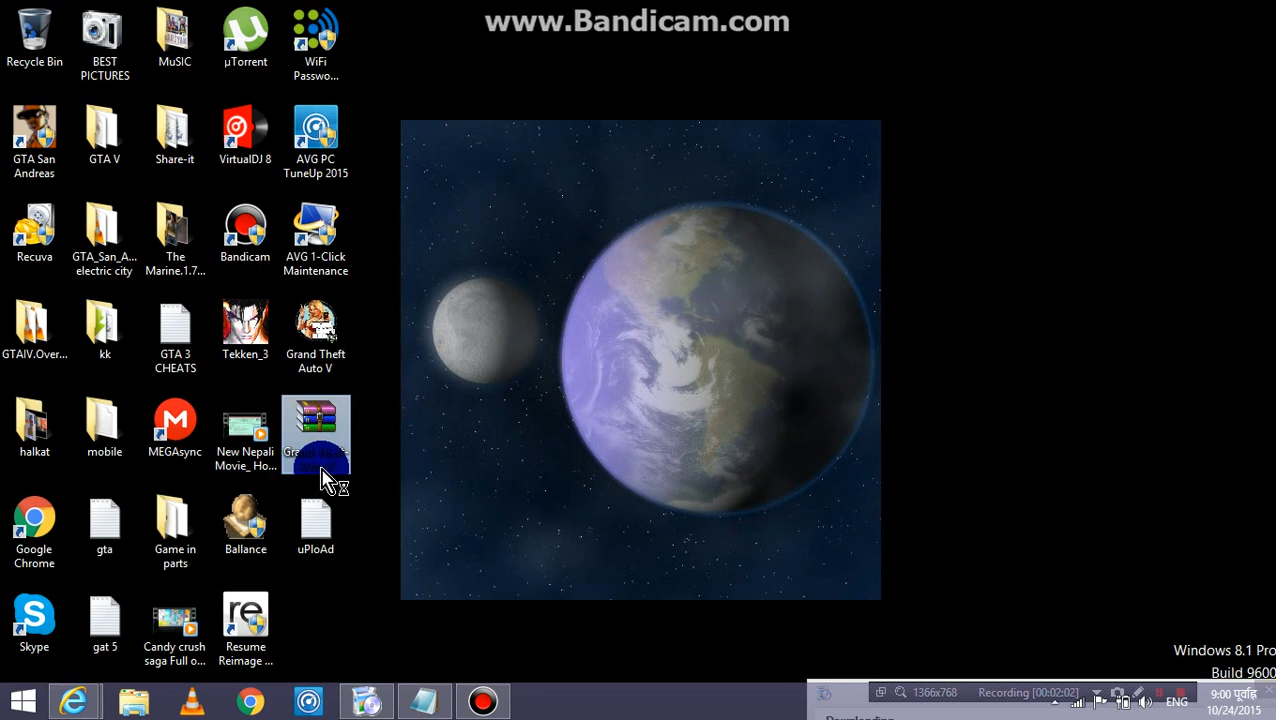 www.Bandicam.com
Recycle Bin
BEST
PICTURES
MuSIC
µTorrent
WiFi
Passwo...
GTA San
Andreas
GTA V
Share-it
VirtualDJ 8
AVG PC
TuneUp 2015
Recuva
GTA_San_A...
electric city
The
Marine.1.7...
Bandicam
AVG 1-Click
Maintenance
GTAIV.Over...
kk
GTA 3
CHEATS
Tekken_3
Grand Theft
Auto V
halkat
mobile
MEGAsync
New Nepali
Movie_ Ho...
Google
Chrome
gta
Game in
parts
Ballance
uPloAd
Skype
gat 5
Candy crush
saga Full o...
re
Resume
Reimage ...
Windows 8.1 Pro
Build 9600
1366x768
Recording [00:02:02]
Downloading
ENG
9:00 पूर्वाह्न
10/24/2015